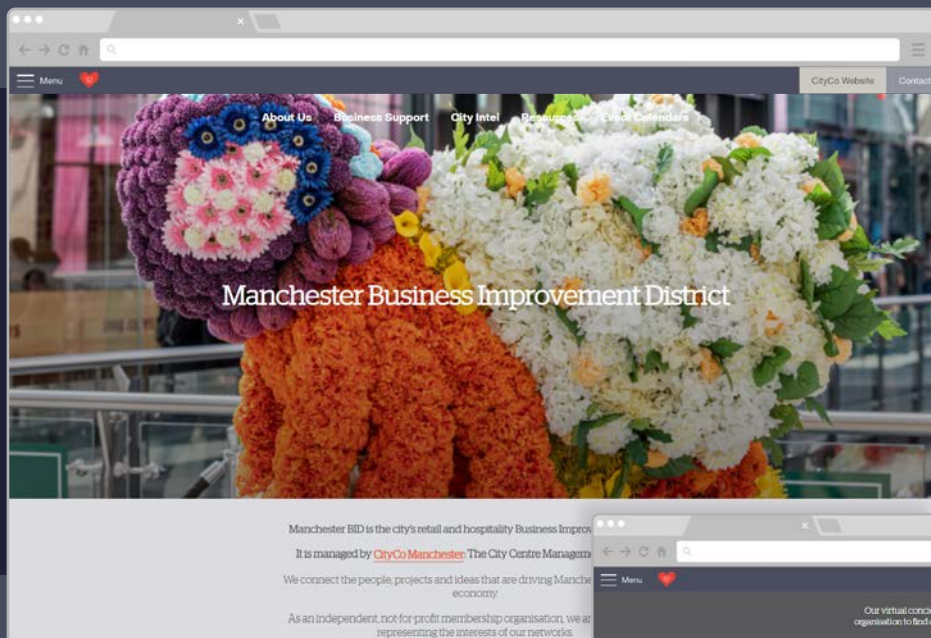 Menu
CityCo Website
Contact
About Us Business Support City Intel Resources Event Calendars
Manchester Business Improvement District
Manchester BID is the city's retail and hospitality Business Improv
It is managed by CityCo Manchester. The City Centre Managem
We connect the people, projects and ideas that are driving Manche
economy.
As an independent, not-for-profit membership organisation, we ar
representing the interests of our networks.
Menu
Our virtual concie
organisation to find o